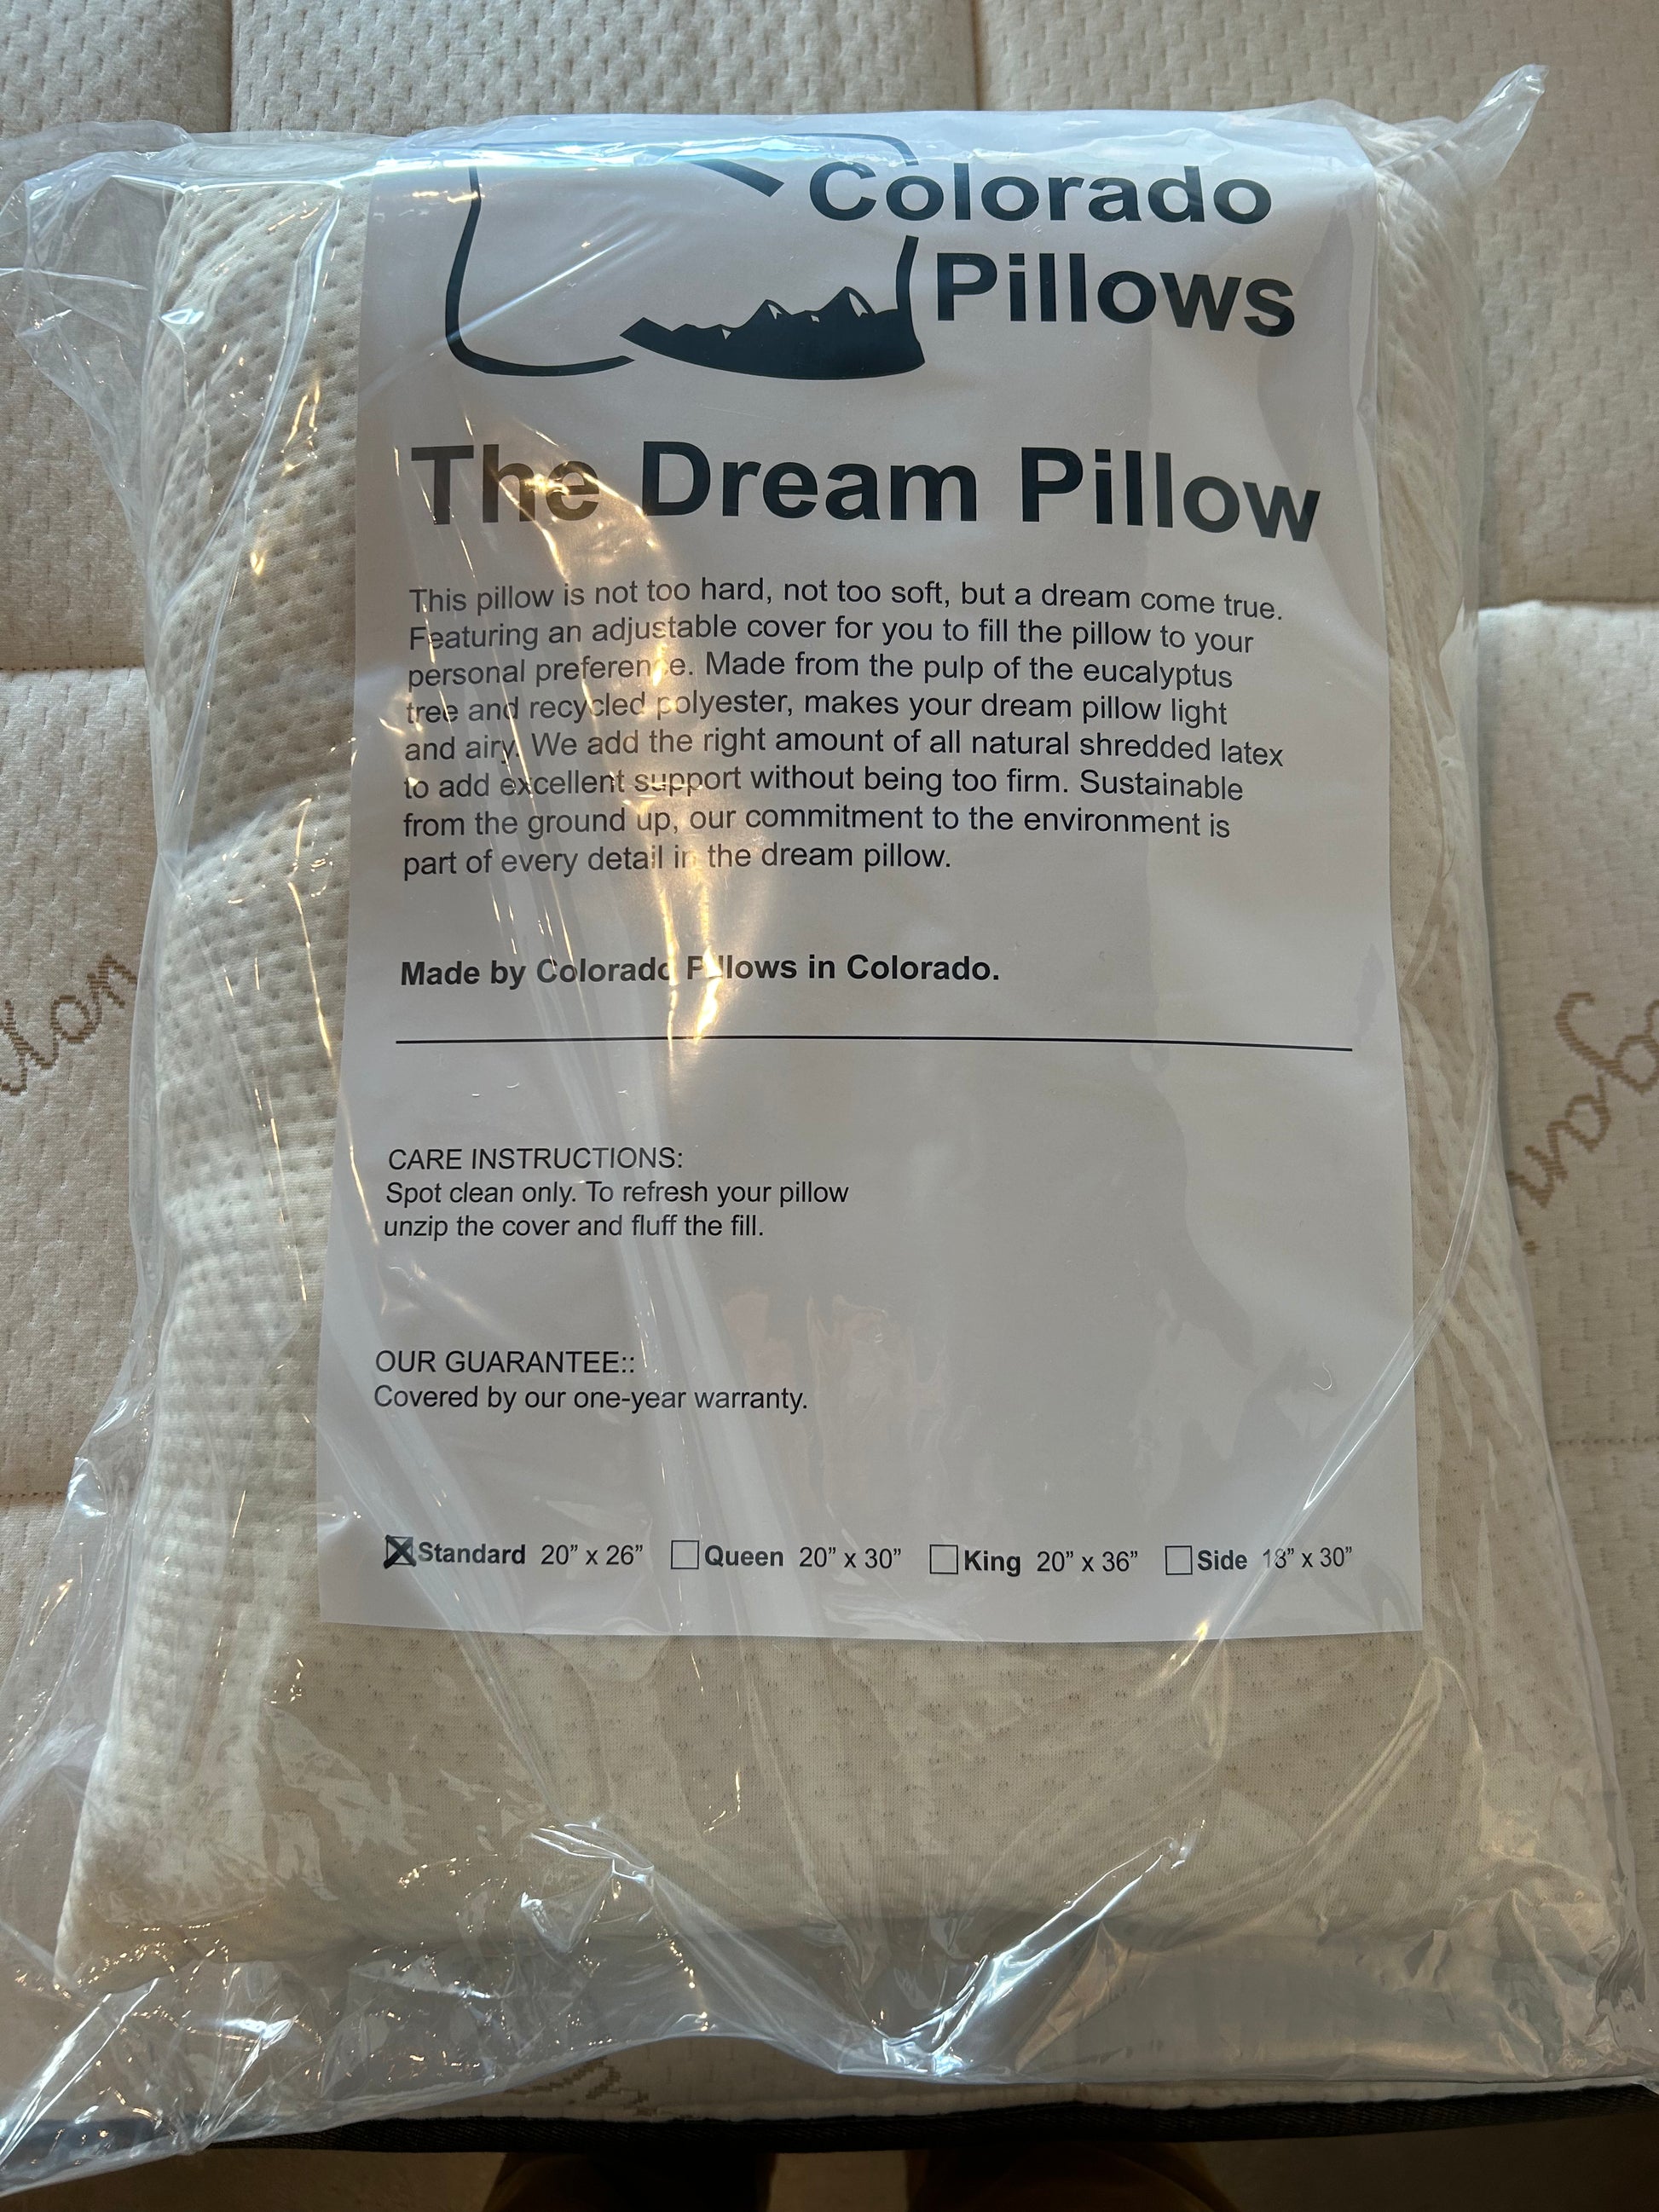 Colorado
Pillows
The Dream Pillow
This pillow is not too hard, not too soft, but a dream come true.
Featuring an adjustable cover for you to fill the pillow to your
personal preference. Made from the pulp of the eucalyptus
tree and recycled polyester, makes your dream pillow light
and airy. We add the right amount of all natural shredded latex
to add excellent support without being too firm. Sustainable
from the ground up, our commitment to the environment is
part of every detail in the dream pillow.
Made by Colorado Pillows in Colorado.
CARE INSTRUCTIONS:
Spot clean only. To refresh your pillow
unzip the cover and fluff the fill.
OUR GUARANTEE::
Covered by our one-year warranty.
Standard 20” x 26” Queen 20” x 30” King 20” x 36” Side 18” x 30”